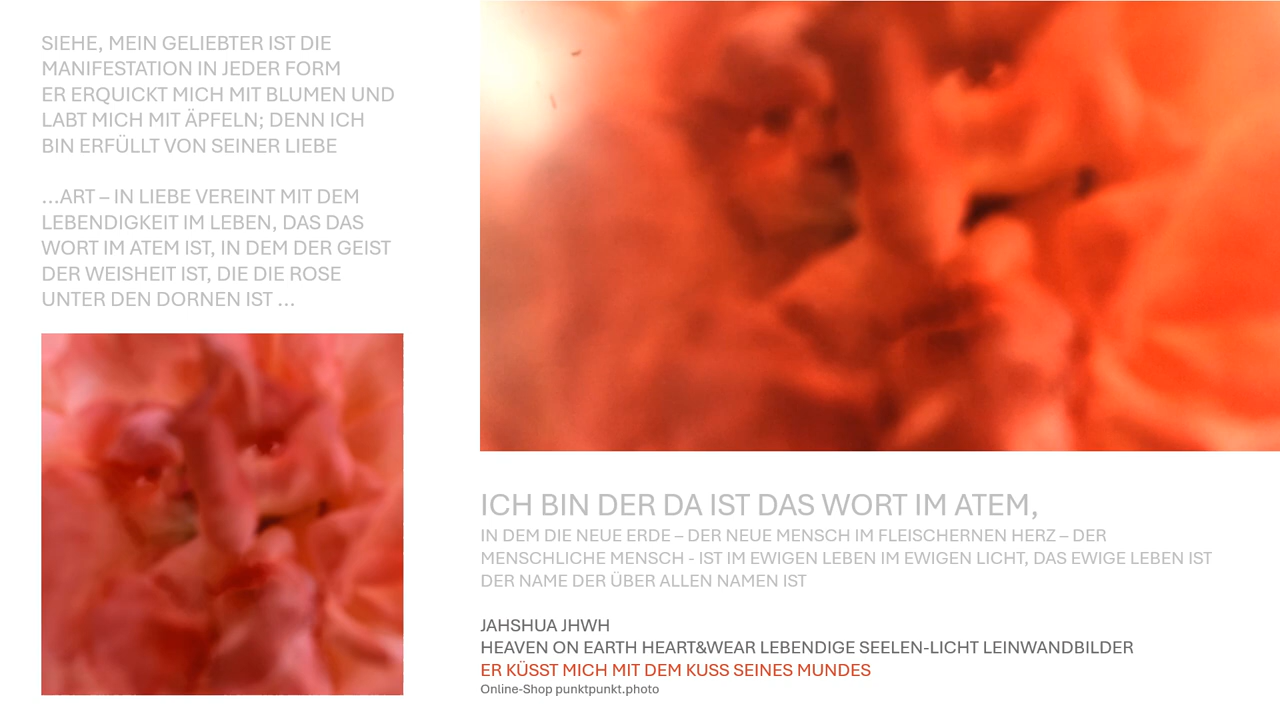 SIEHE, MEIN GELIEBTER IST DIE
MANIFESTATION IN JEDER FORM
ER ERQUICKT MICH MIT BLUMEN UND
LABT MICH MIT ÄPFELN; DENN ICH
BIN ERFÜLLT VON SEINER LIEBE
…ART – IN LIEBE VEREINT MIT DEM
LEBENDIGKEIT IM LEBEN, DAS DAS
WORT IM ATEM IST, IN DEM DER GEIST
DER WEISHEIT IST, DIE DIE ROSE
UNTER DEN DORNEN IST …
ICH BIN DER DA IST DAS WORT IM ATEM,
IN DEM DIE NEUE ERDE – DER NEUE MENSCH IM FLEISCHERNEN HERZ – DER
MENSCHLICHE MENSCH - IST IM EWIGEN LEBEN IM EWIGEN LICHT, DAS EWIGE LEBEN IST
DER NAME DER ÜBER ALLEN NAMEN IST
JAHSHUA JHWH
HEAVEN ON EARTH HEART&WEAR LEBENDIGE SEELEN-LICHT LEINWANDBILDER
ER KÜSST MICH MIT DEM KUSS SEINES MUNDES
Online-Shop punktpunkt.photo